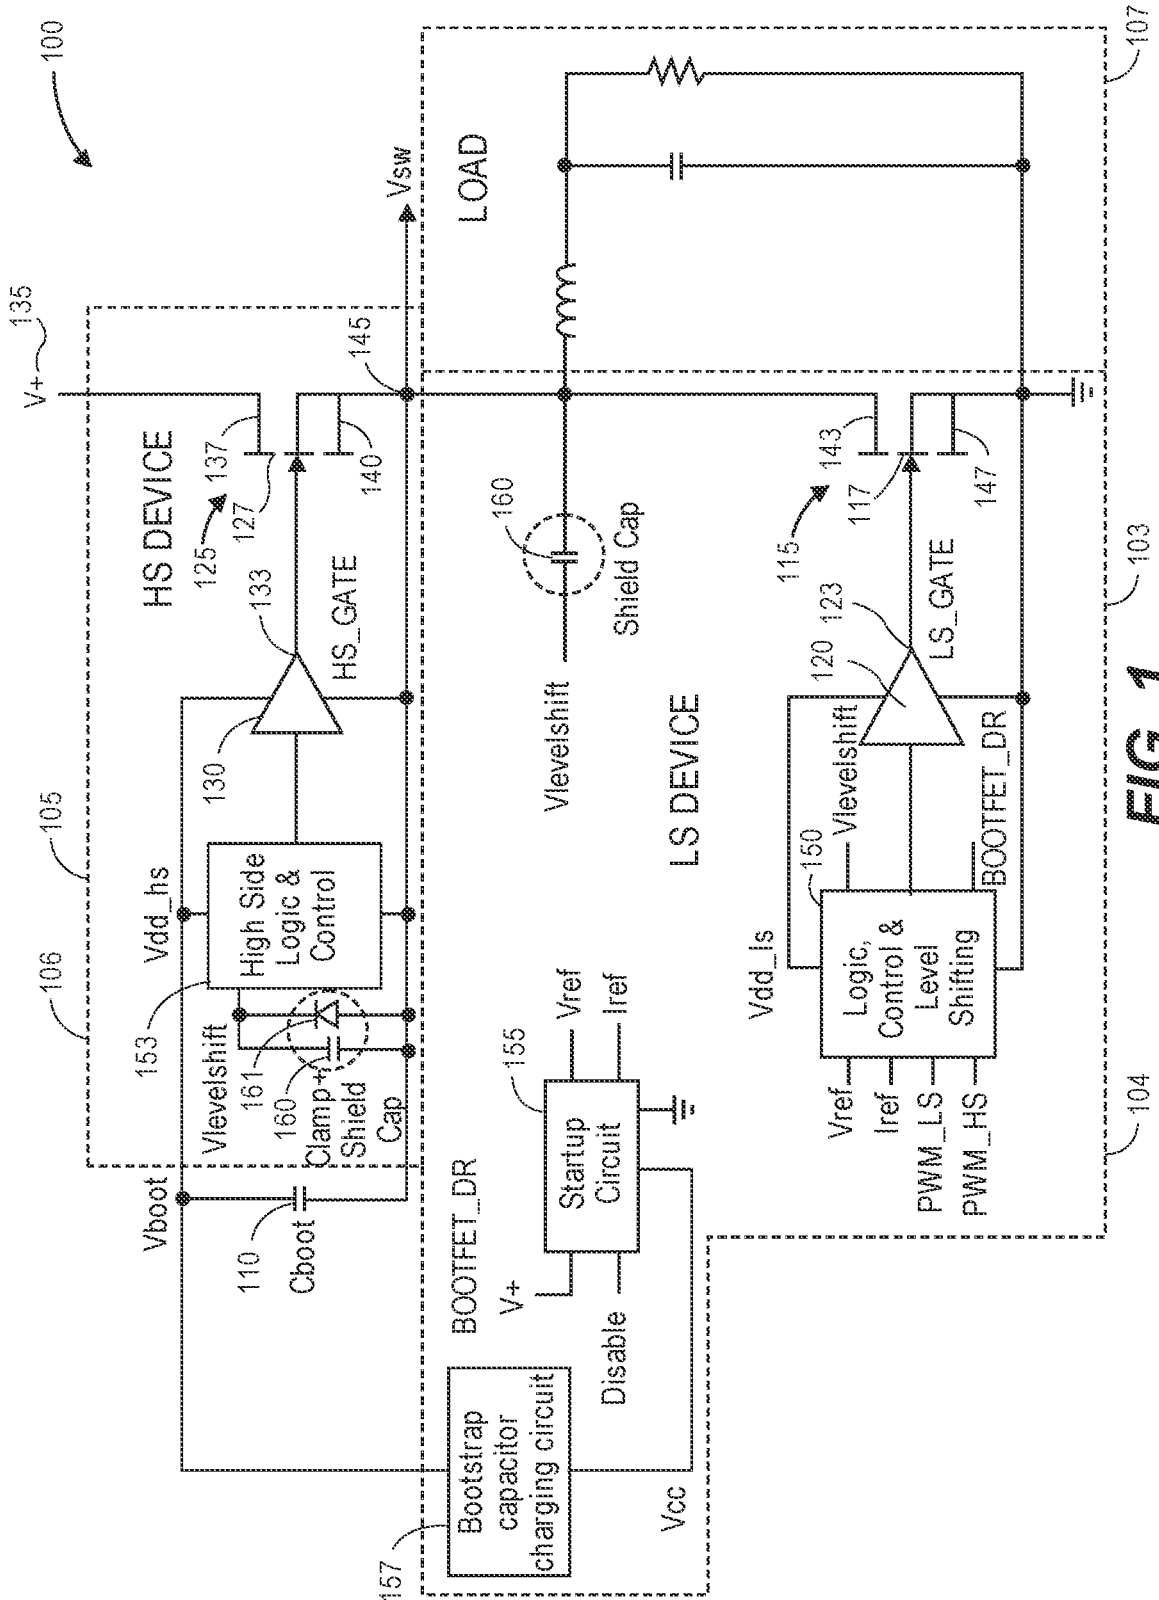 100
V+
135
106
105
HS DEVICE
Vdd_hs
153
High Side
Logic &
Control
130
133
HS_GATE
125
137
127
140
145
Vsw
Vlevelshift
161
160
Clamp+
Shield
Cap
Vboot
110
Cboot
157
Bootstrap
capacitor
charging circuit
Vcc
BOOTFET_DR
V+
Disable
Startup
Circuit
155
Vref
Iref
Vlevelshift
160
Shield Cap
LS DEVICE
LOAD
107
Vdd_ls
150
Vref
Iref
PWM_LS
PWM_HS
Logic,
Control &
Level
Shifting
Vlevelshift
BOOTFET_DR
120
123
LS_GATE
115
143
117
147
104
103
FIG. 1